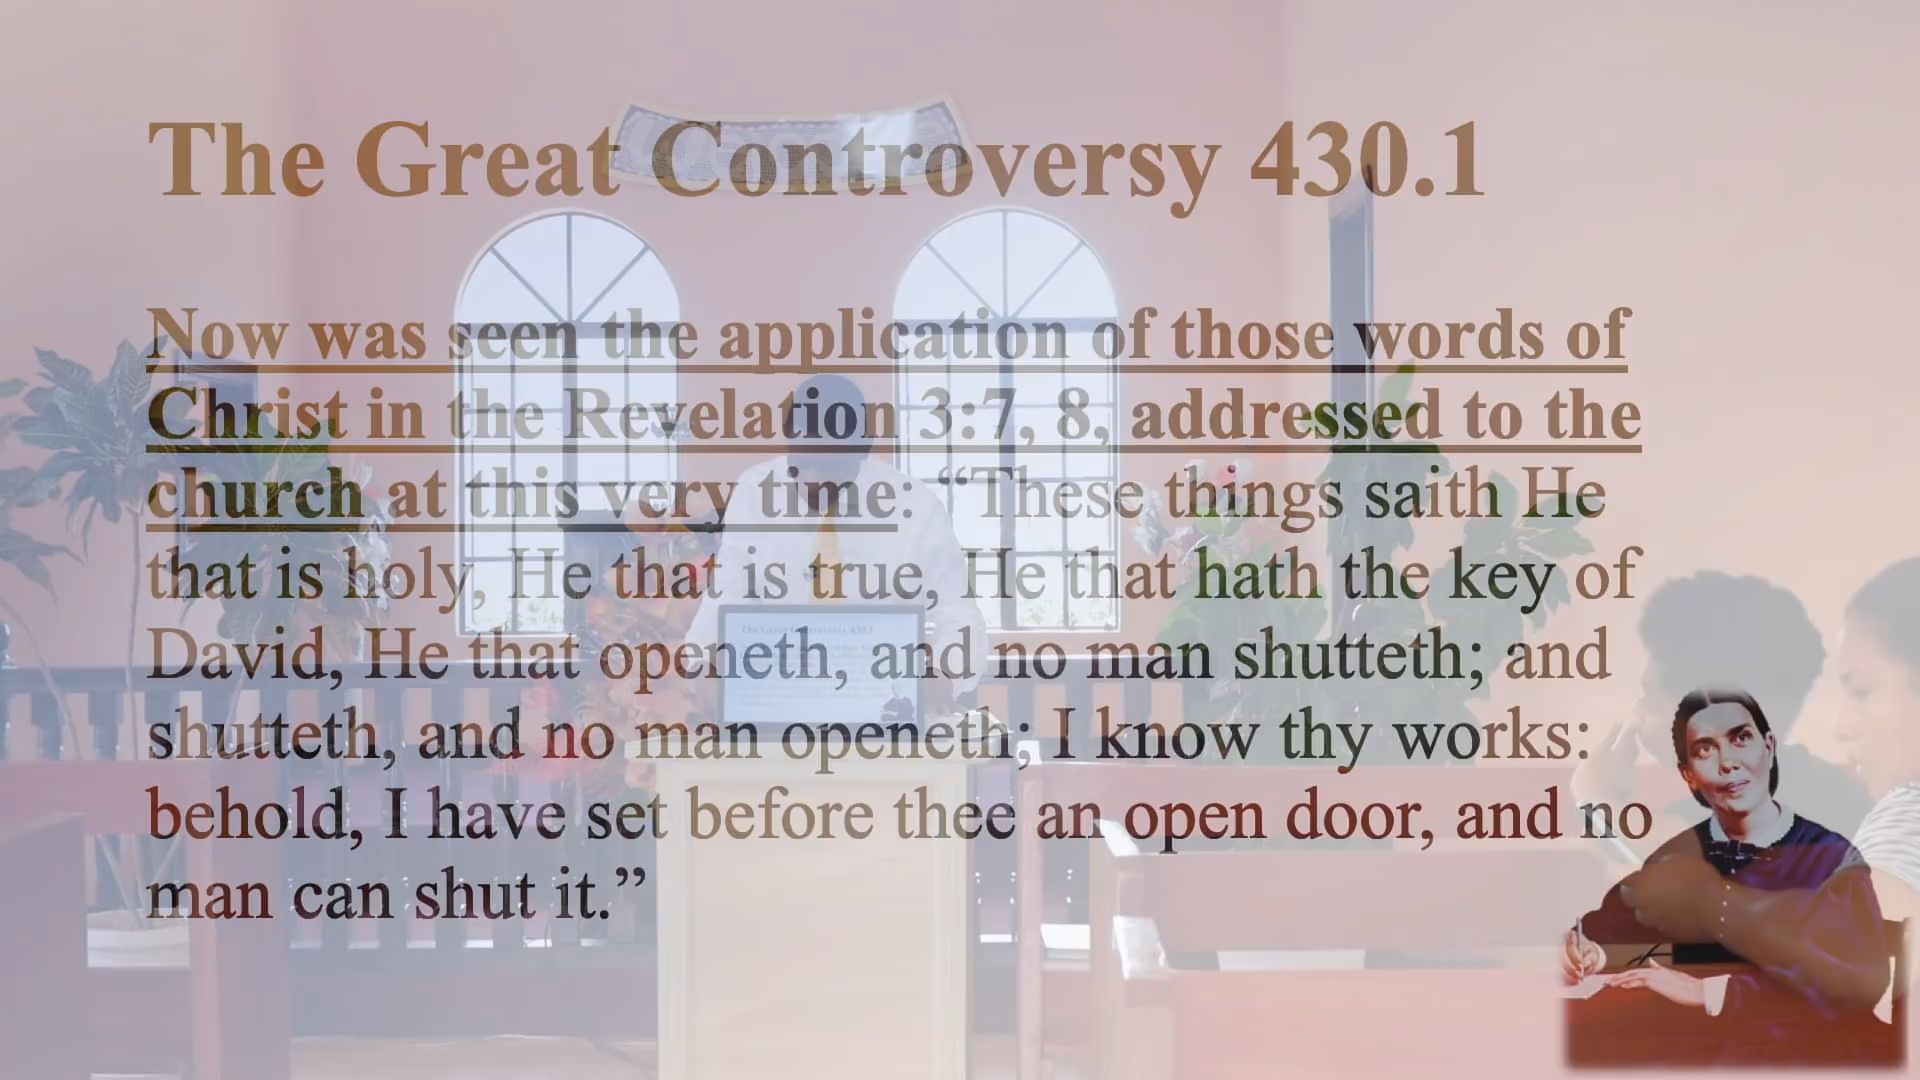 The Great Controversy 430.1
Now was seen the application of those words of
Christ in the Revelation 3:7, 8, addressed to the
church at this very time: “These things saith He
that is holy, He that is true, He that hath the key of
David, He that openeth, and no man shutteth; and
shutteth, and no man openeth; I know thy works:
behold, I have set before thee an open door, and no
man can shut it.”